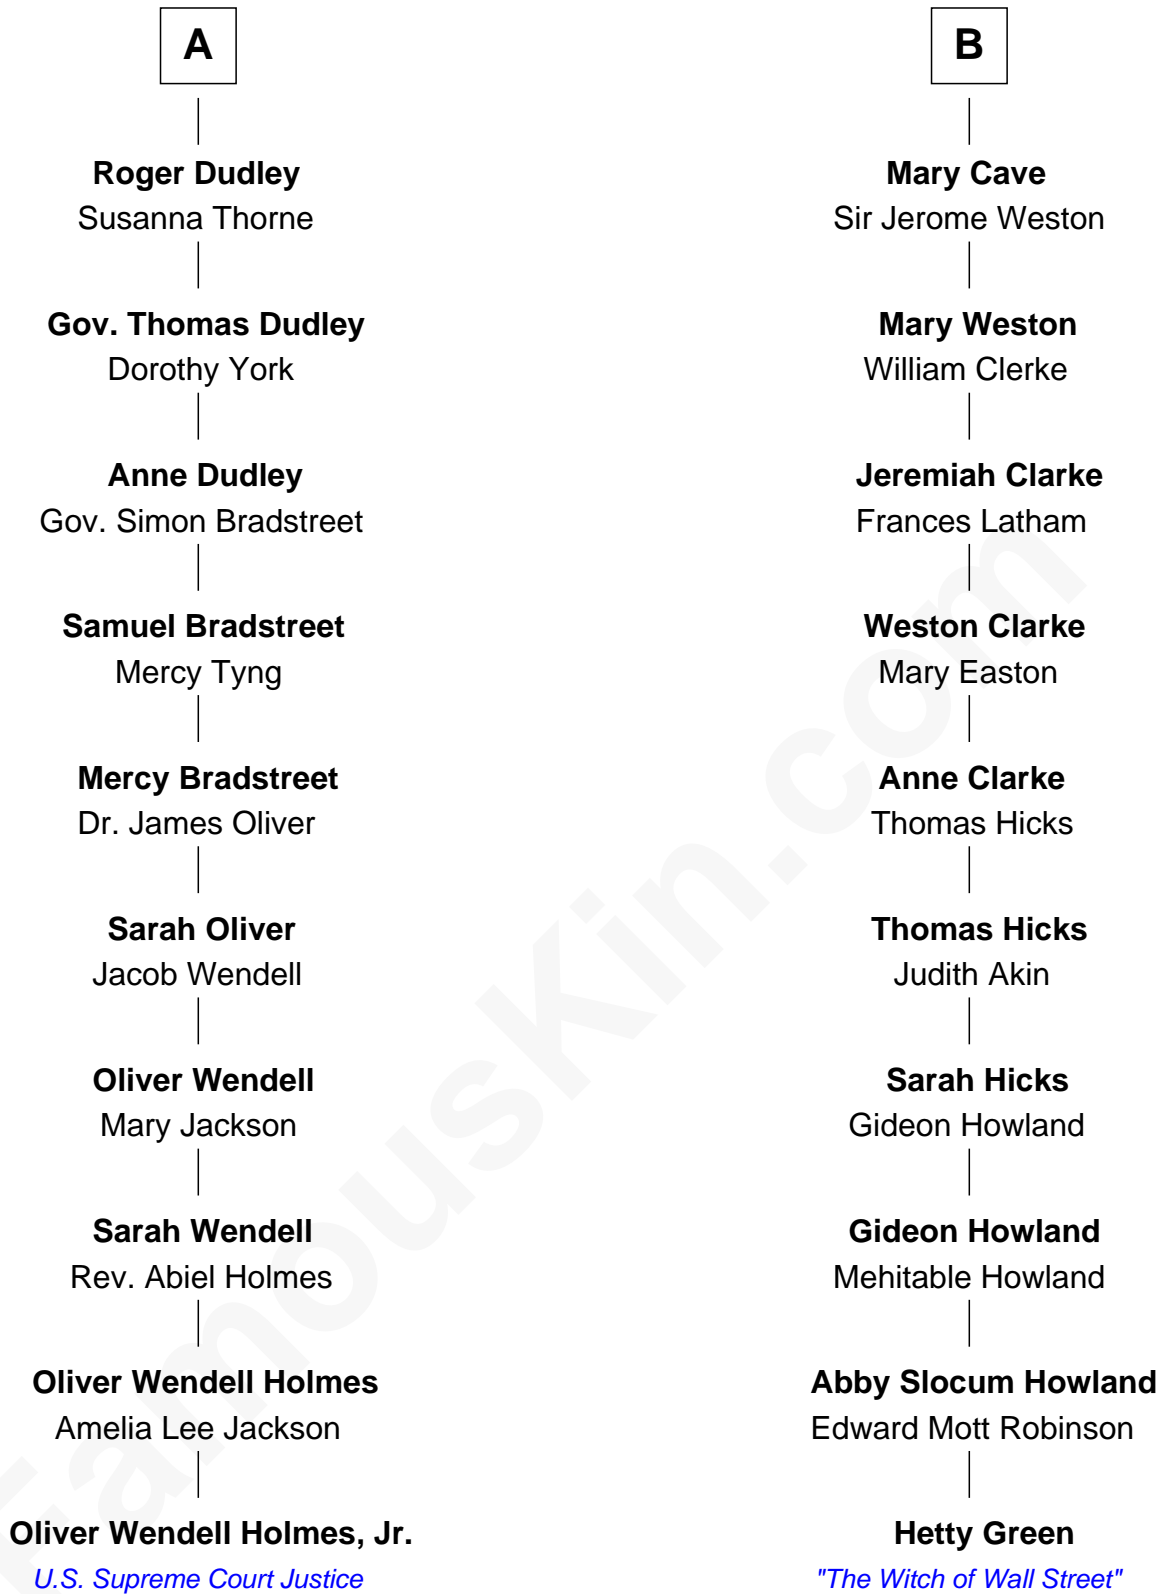 A
Roger Dudley
Susanna Thorne
Gov. Thomas Dudley
Dorothy York
Anne Dudley
Gov. Simon Bradstreet
Samuel Bradstreet
Mercy Tyng
Mercy Bradstreet
Dr. James Oliver
Sarah Oliver
Jacob Wendell
Oliver Wendell
Mary Jackson
Sarah Wendell
Rev. Abiel Holmes
Oliver Wendell Holmes
Amelia Lee Jackson
Oliver Wendell Holmes, Jr.
U.S. Supreme Court Justice
B
Mary Cave
Sir Jerome Weston
Mary Weston
William Clerke
Jeremiah Clarke
Frances Latham
Weston Clarke
Mary Easton
Anne Clarke
Thomas Hicks
Thomas Hicks
Judith Akin
Sarah Hicks
Gideon Howland
Gideon Howland
Mehitable Howland
Abby Slocum Howland
Edward Mott Robinson
Hetty Green
"The Witch of Wall Street"
FamousKin.com